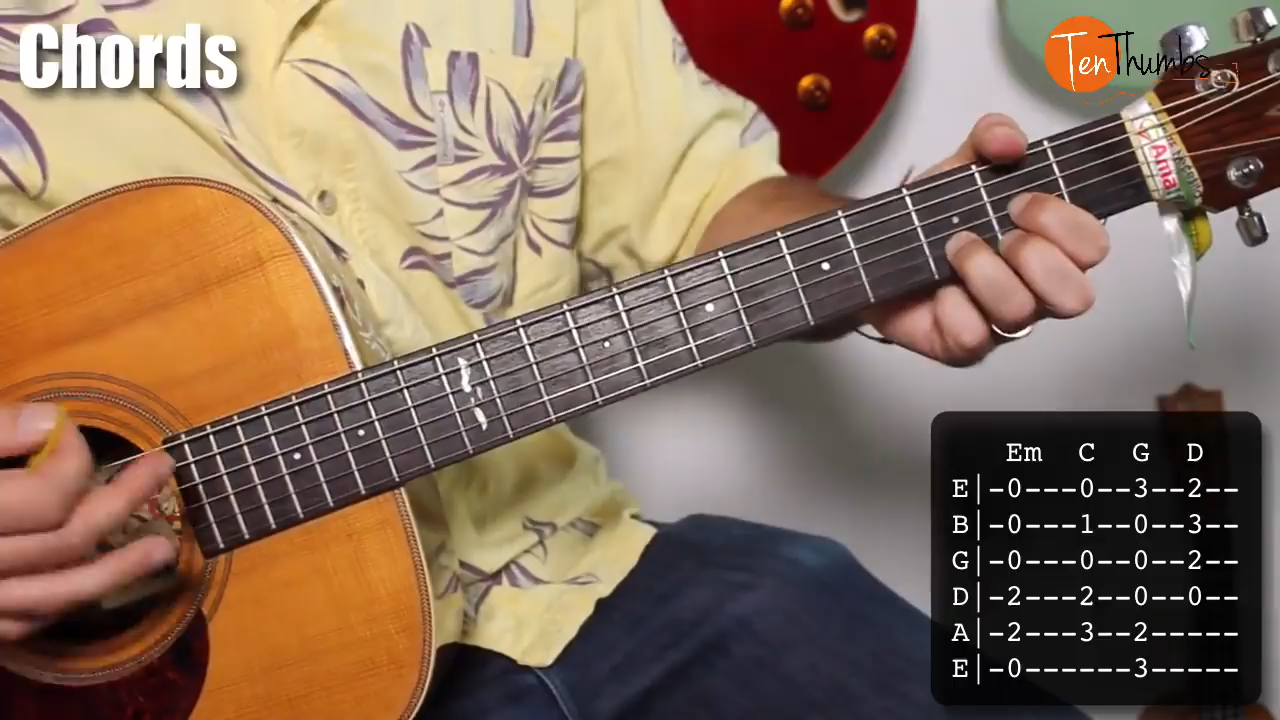 Chords
TenThumbs
Ama
Em C G D
E|-0---0--3--2--
B|-0---1--0--3--
G|-0---0--0--2--
D|-2---2--0--0--
A|-2---3--2-----
E|-0------3-----